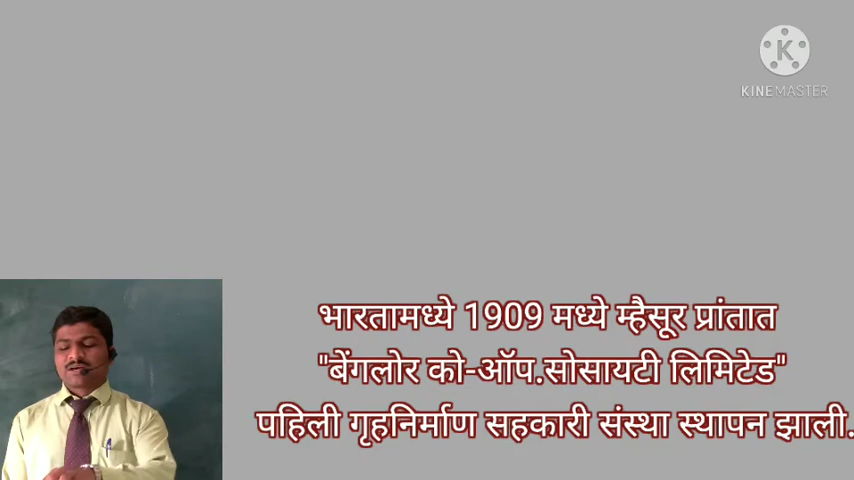 KINEMASTER
भारतामध्ये 1909 मध्ये म्हैसूर प्रांतात
"बेंगलोर को-ऑप.सोसायटी लिमिटेड"
पहिली गृहनिर्माण सहकारी संस्था स्थापन झाली.